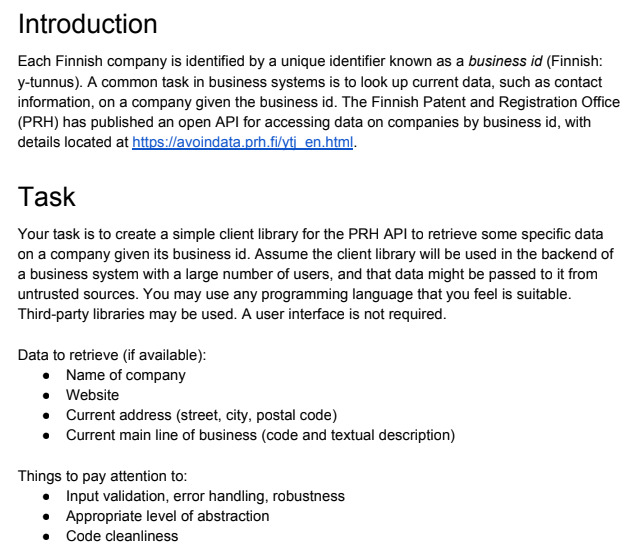 Introduction
Each Finnish company is identified by a unique identifier known as a business id (Finnish:
y-tunnus). A common task in business systems is to look up current data, such as contact
information, on a company given the business id. The Finnish Patent and Registration Office
(PRH) has published an open API for accessing data on companies by business id, with
details located at https://avoindata.prh.fi/ytj_en.html.
Task
Your task is to create a simple client library for the PRH API to retrieve some specific data
on a company given its business id. Assume the client library will be used in the backend of
a business system with a large number of users, and that data might be passed to it from
untrusted sources. You may use any programming language that you feel is suitable.
Third-party libraries may be used. A user interface is not required.
Data to retrieve (if available):
● Name of company
● Website
● Current address (street, city, postal code)
● Current main line of business (code and textual description)
Things to pay attention to:
● Input validation, error handling, robustness
● Appropriate level of abstraction
● Code cleanliness